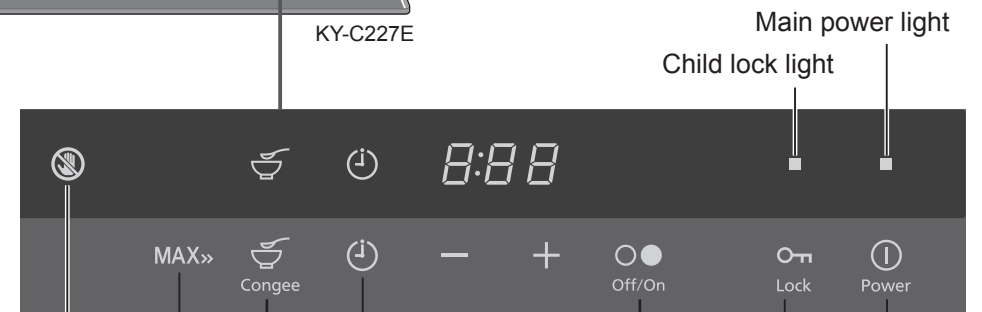 KY-C227E
Main power light
Child lock light
8:88
MAX»
Congee
Off/On
Lock
Power